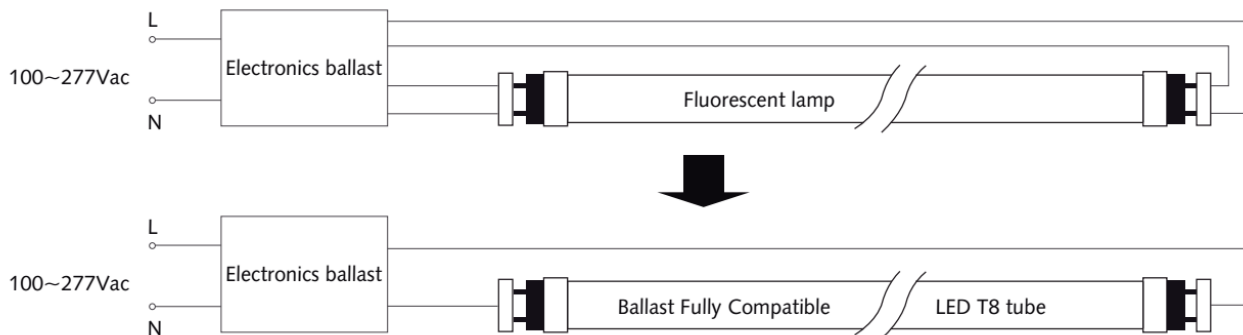 L
Electronics ballast
100~277Vac
Fluorescent lamp
N
L
Electronics ballast
100~277Vac
Ballast Fully Compatible LED T8 tube
N